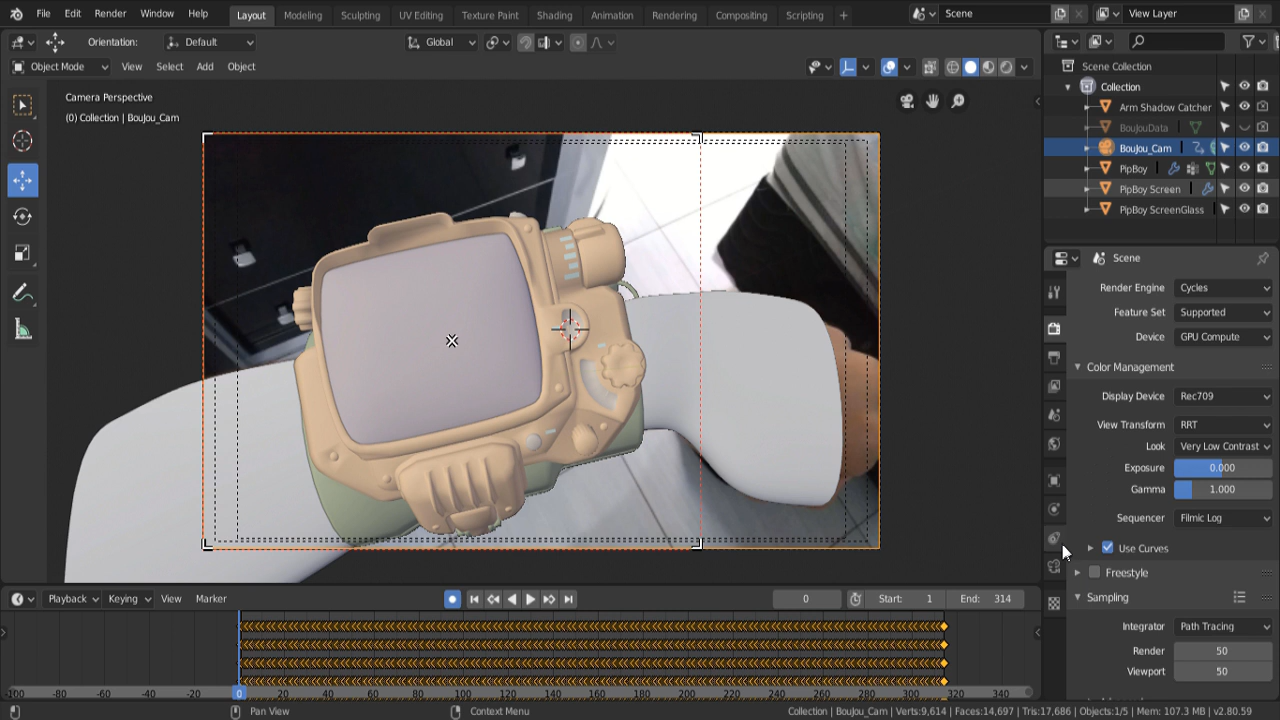 File Edit Render Window Help Layout Modeling Sculpting UV Editing Texture Paint Shading Animation Rendering Compositing Scripting + Scene View Layer
Orientation: Default Global
Object Mode View Select Add Object
Camera Perspective
(0) Collection | BouJou_Cam
Scene Collection
Collection
Arm Shadow Catcher
BouJouData
BouJou_Cam
PipBoy
PipBoy Screen
PipBoy ScreenGlass
Scene
Render Engine Cycles
Feature Set Supported
Device GPU Compute
Color Management
Display Device Rec709
View Transform RRT
Look Very Low Contrast
Exposure 0.000
Gamma 1.000
Sequencer Filmic Log
Use Curves
Freestyle
Sampling
Integrator Path Tracing
Render 50
Viewport 50
Playback Keying View Marker 0 Start: 1 End: 314
-100 -80 -60 -40 -20 0 20 40 60 80 100 120 140 160 180 200 220 240 260 280 300 320 340
Pan View Context Menu Collection | BouJou_Cam | Verts:9,614 | Faces:14,697 | Tris:17,686 | Objects:1/5 | Mem: 107.3 MB | v2.80.59